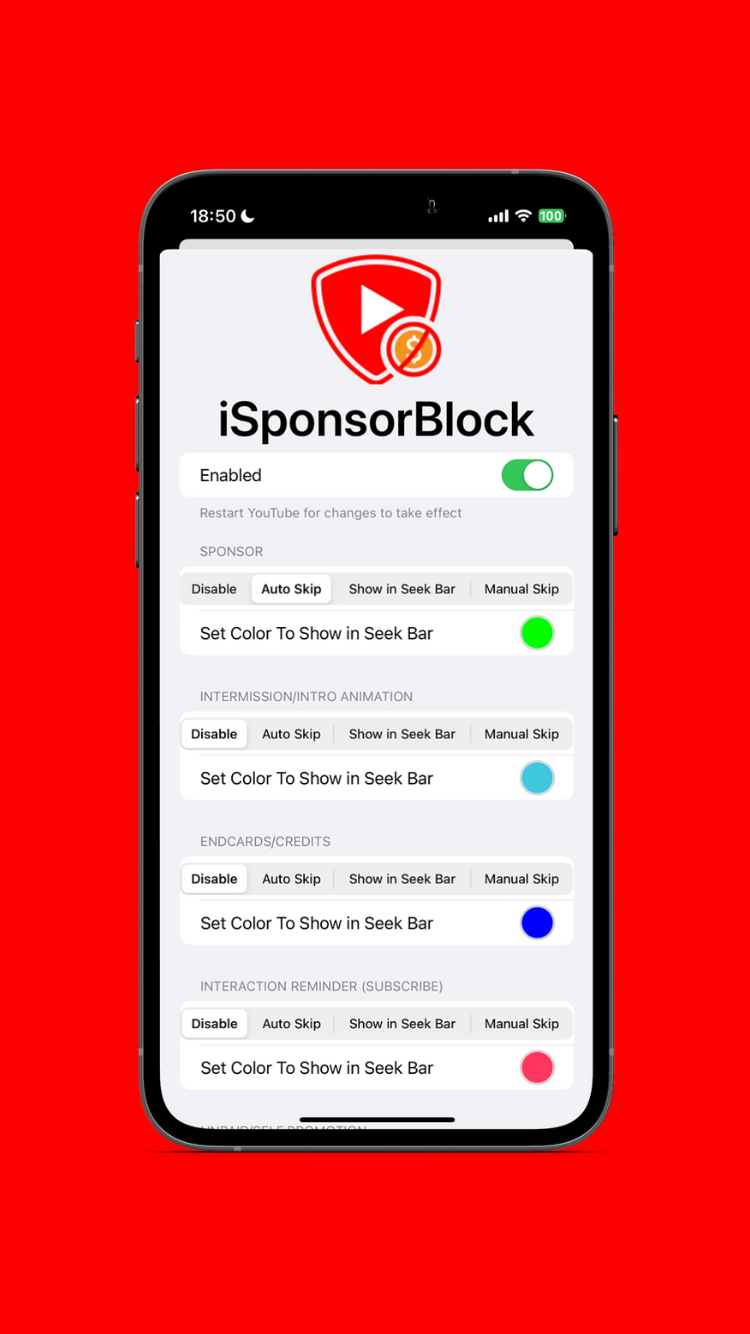 18:50
100
$
iSponsorBlock
Enabled
Restart YouTube for changes to take effect
SPONSOR
Disable Auto Skip Show in Seek Bar Manual Skip
Set Color To Show in Seek Bar
INTERMISSION/INTRO ANIMATION
Disable Auto Skip Show in Seek Bar Manual Skip
Set Color To Show in Seek Bar
ENDCARDS/CREDITS
Disable Auto Skip Show in Seek Bar Manual Skip
Set Color To Show in Seek Bar
INTERACTION REMINDER (SUBSCRIBE)
Disable Auto Skip Show in Seek Bar Manual Skip
Set Color To Show in Seek Bar
UNPAID/SELF PROMOTION